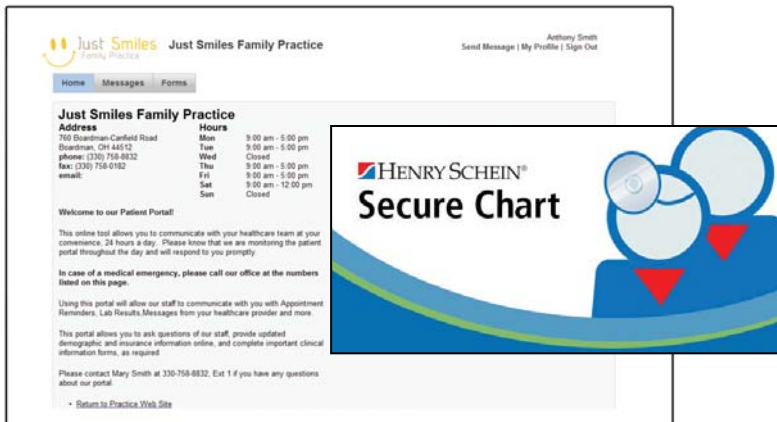 Just Smiles
Family Practice
Just Smiles Family Practice
Anthony Smith
Send Message | My Profile | Sign Out
Home Messages Forms
Just Smiles Family Practice
Address Hours
760 Boardman-Canfield Road Mon 9:00 am - 5:00 pm
Boardman, OH 44512 Tue 9:00 am - 5:00 pm
phone: (330) 758-8832 Wed Closed
fax: (330) 758-0182 Thu 9:00 am - 5:00 pm
email: Fri 9:00 am - 5:00 pm
Sat 9:00 am - 12:00 pm
Sun Closed
Welcome to our Patient Portal!
This online tool allows you to communicate with your healthcare team at your
convenience, 24 hours a day. Please know that we are monitoring the patient
portal throughout the day and will respond to you promptly.
In case of a medical emergency, please call our office at the numbers
listed on this page.
Using this portal will allow our staff to communicate with you with Appointment
Reminders, Lab Results,Messages from your healthcare provider and more.
This portal allows you to ask questions of our staff, provide updated
demographic and insurance information online, and complete important clinical
information forms, as required
Please contact Mary Smith at 330-758-8832, Ext 1 if you have any questions
about our portal.
• Return to Practice Web Site
HENRY SCHEIN®
Secure Chart